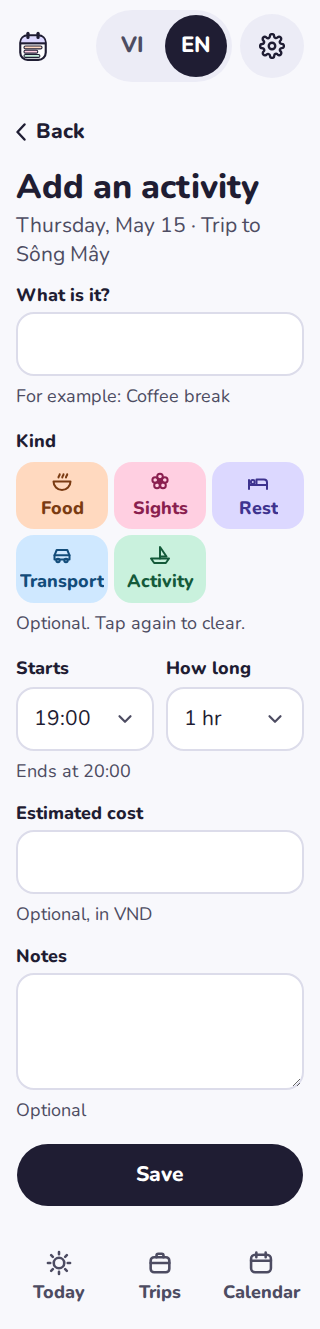 VI EN
Back
Add an activity
Thursday, May 15 · Trip to
Sông Mây
What is it?
For example: Coffee break
Kind
Food Sights Rest
Transport Activity
Optional. Tap again to clear.
Starts How long
19:00 1 hr
Ends at 20:00
Estimated cost
Optional, in VND
Notes
Optional
Save
Today Trips Calendar